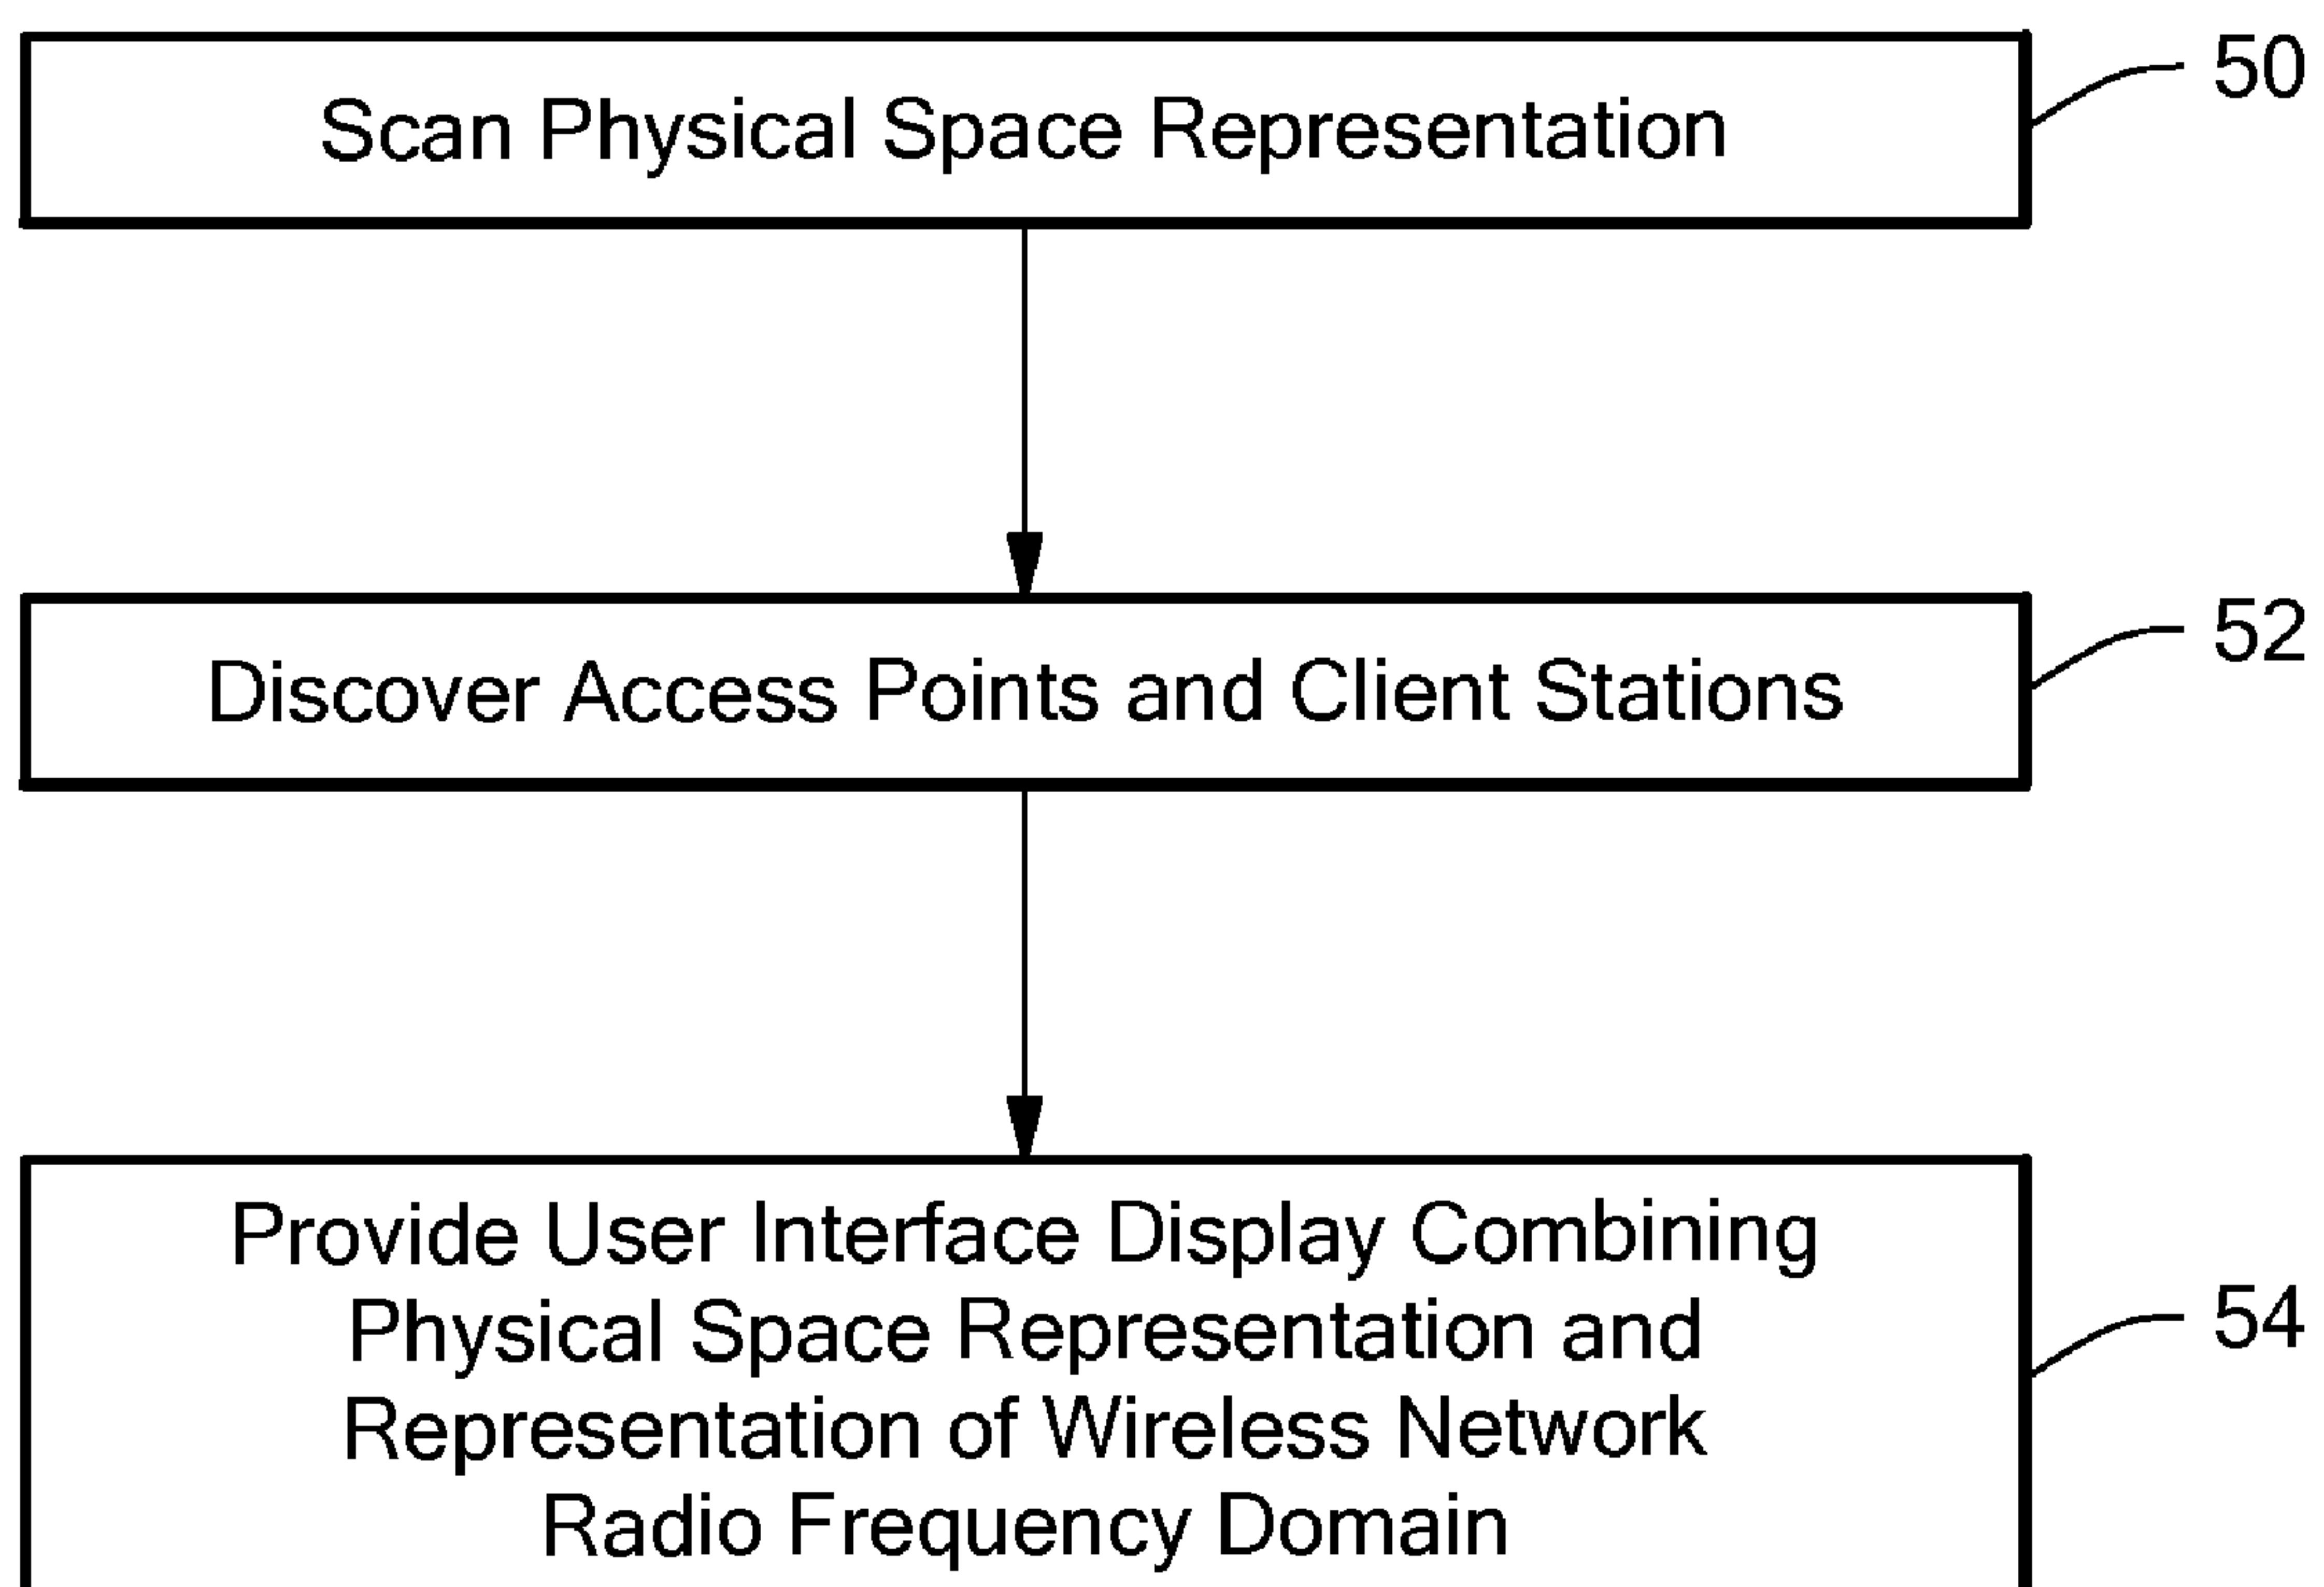 Scan Physical Space Representation
50
Discover Access Points and Client Stations
52
Provide User Interface Display Combining
Physical Space Representation and
Representation of Wireless Network
Radio Frequency Domain
54